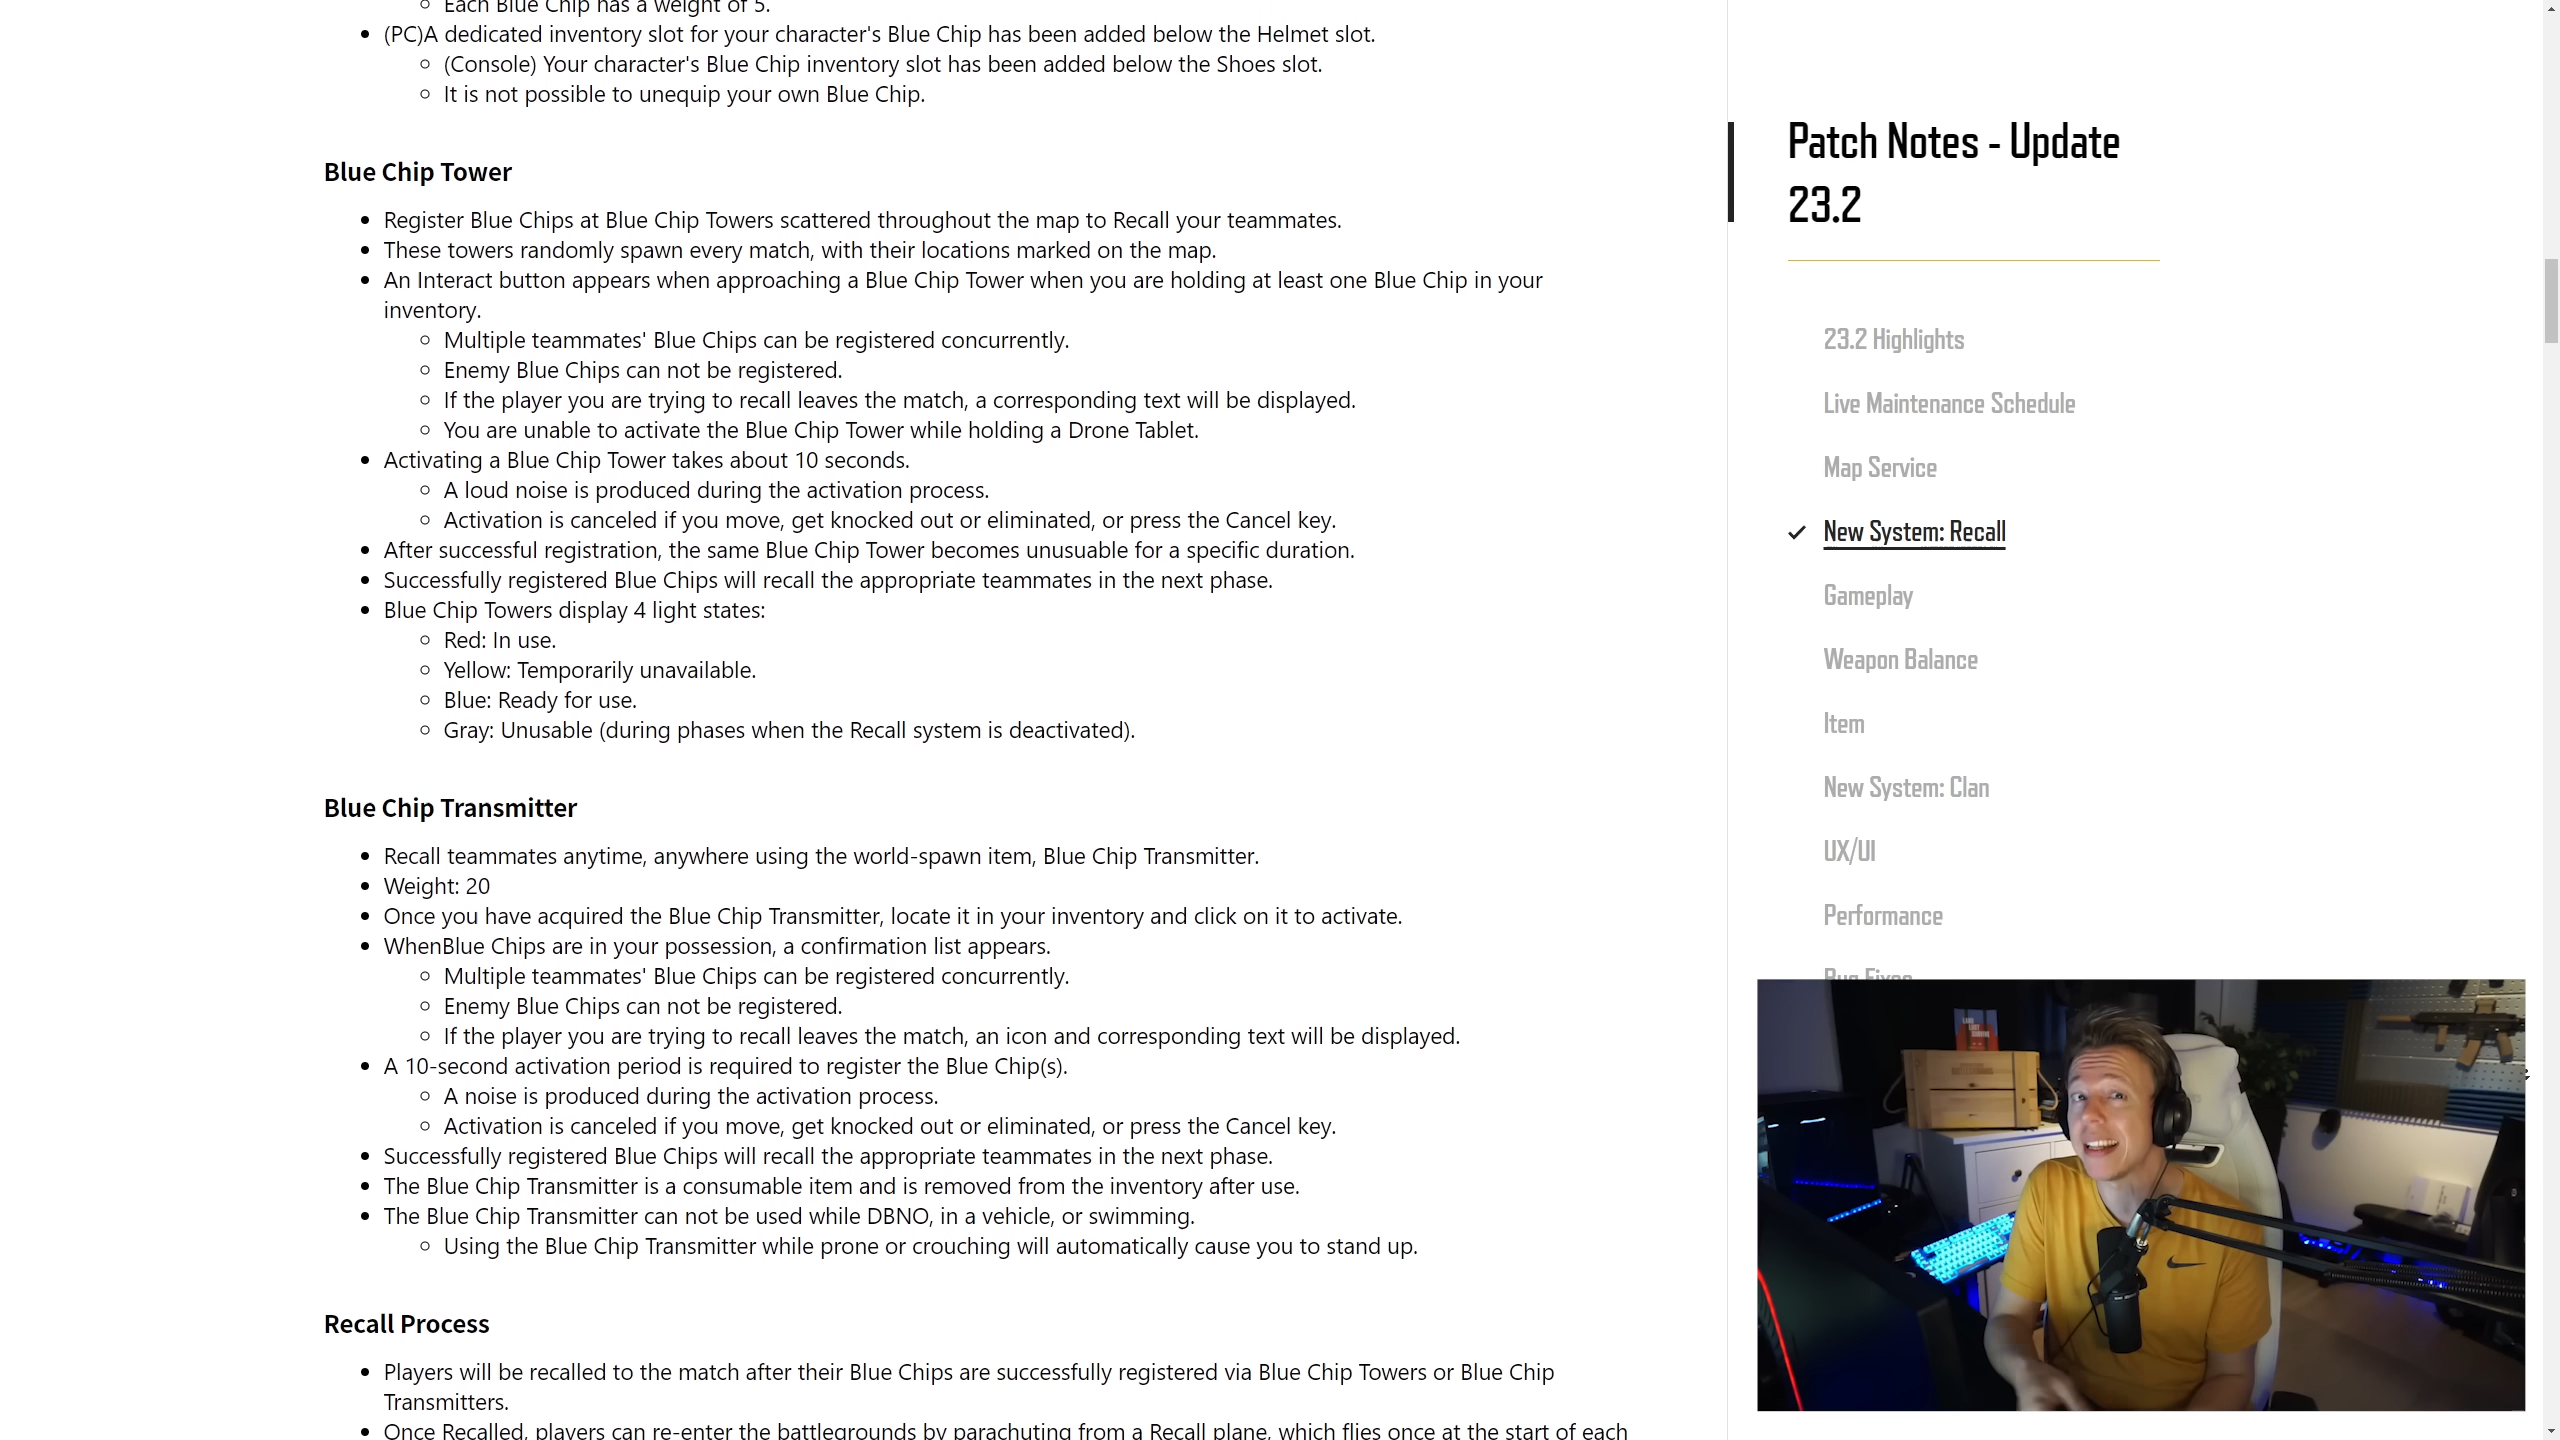 Each Blue Chip has a weight of 5.
(PC)A dedicated inventory slot for your character's Blue Chip has been added below the Helmet slot.
(Console) Your character's Blue Chip inventory slot has been added below the Shoes slot.
It is not possible to unequip your own Blue Chip.
Blue Chip Tower
Register Blue Chips at Blue Chip Towers scattered throughout the map to Recall your teammates.
These towers randomly spawn every match, with their locations marked on the map.
An Interact button appears when approaching a Blue Chip Tower when you are holding at least one Blue Chip in your
inventory.
Multiple teammates' Blue Chips can be registered concurrently.
Enemy Blue Chips can not be registered.
If the player you are trying to recall leaves the match, a corresponding text will be displayed.
You are unable to activate the Blue Chip Tower while holding a Drone Tablet.
Activating a Blue Chip Tower takes about 10 seconds.
A loud noise is produced during the activation process.
Activation is canceled if you move, get knocked out or eliminated, or press the Cancel key.
After successful registration, the same Blue Chip Tower becomes unusuable for a specific duration.
Successfully registered Blue Chips will recall the appropriate teammates in the next phase.
Blue Chip Towers display 4 light states:
Red: In use.
Yellow: Temporarily unavailable.
Blue: Ready for use.
Gray: Unusable (during phases when the Recall system is deactivated).
Blue Chip Transmitter
Recall teammates anytime, anywhere using the world-spawn item, Blue Chip Transmitter.
Weight: 20
Once you have acquired the Blue Chip Transmitter, locate it in your inventory and click on it to activate.
WhenBlue Chips are in your possession, a confirmation list appears.
Multiple teammates' Blue Chips can be registered concurrently.
Enemy Blue Chips can not be registered.
If the player you are trying to recall leaves the match, an icon and corresponding text will be displayed.
A 10-second activation period is required to register the Blue Chip(s).
A noise is produced during the activation process.
Activation is canceled if you move, get knocked out or eliminated, or press the Cancel key.
Successfully registered Blue Chips will recall the appropriate teammates in the next phase.
The Blue Chip Transmitter is a consumable item and is removed from the inventory after use.
The Blue Chip Transmitter can not be used while DBNO, in a vehicle, or swimming.
Using the Blue Chip Transmitter while prone or crouching will automatically cause you to stand up.
Recall Process
Players will be recalled to the match after their Blue Chips are successfully registered via Blue Chip Towers or Blue Chip
Transmitters.
Once Recalled, players can re-enter the battlegrounds by parachuting from a Recall plane, which flies once at the start of each
Patch Notes - Update
23.2
23.2 Highlights
Live Maintenance Schedule
Map Service
New System: Recall
Gameplay
Weapon Balance
Item
New System: Clan
UX/UI
Performance
Bug Fixes